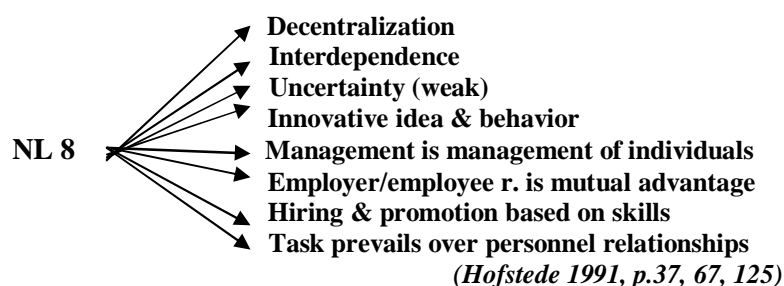 Decentralization
Interdependence
Uncertainty (weak)
Innovative idea & behavior
NL 8
Management is management of individuals
Employer/employee r. is mutual advantage
Hiring & promotion based on skills
Task prevails over personnel relationships
(Hofstede 1991, p.37, 67, 125)